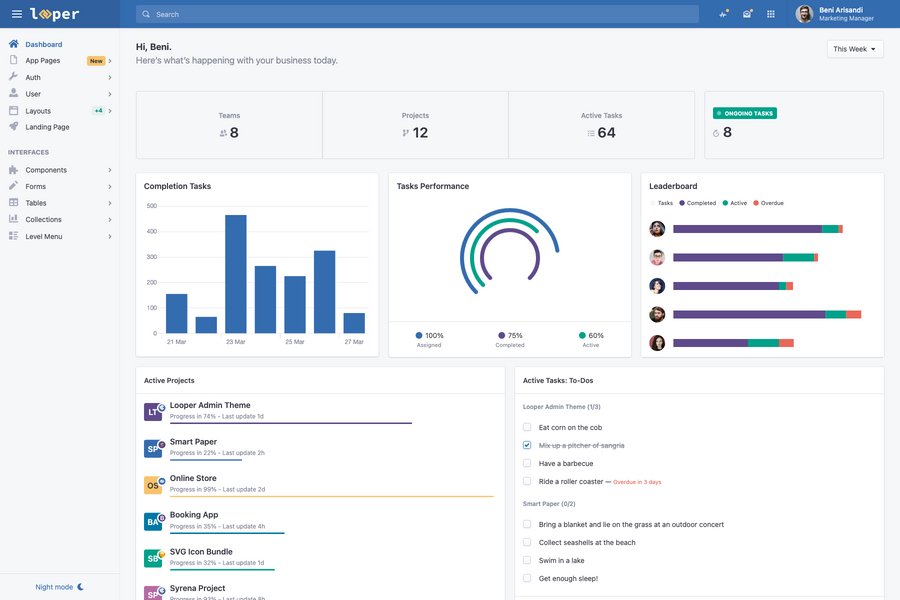 looper
Search
Beni Arisandi
Marketing Manager
Dashboard
App Pages
New
Auth
User
Layouts
+4
Landing Page
INTERFACES
Components
Forms
Tables
Collections
Level Menu
Night mode
Hi, Beni.
Here's what's happening with your business today.
This Week
Teams
8
Projects
12
Active Tasks
64
ONGOING TASKS
8
Completion Tasks
500
400
300
200
100
0
21 Mar
23 Mar
25 Mar
27 Mar
Tasks Performance
100%
Assigned
75%
Completed
60%
Active
Leaderboard
Tasks
Completed
Active
Overdue
Active Projects
LT
Looper Admin Theme
Progress in 74% - Last update 1d
SP
Smart Paper
Progress in 22% - Last update 2h
OS
Online Store
Progress in 99% - Last update 2d
BA
Booking App
Progress in 35% - Last update 4h
SB
SVG Icon Bundle
Progress in 32% - Last update 1d
SP
Syrena Project
Progress in 93% - Last update 8h
Active Tasks: To-Dos
Looper Admin Theme (1/3)
Eat corn on the cob
Mix up a pitcher of sangria
Have a barbecue
Ride a roller coaster — Overdue in 3 days
Smart Paper (0/2)
Bring a blanket and lie on the grass at an outdoor concert
Collect seashells at the beach
Swim in a lake
Get enough sleep!